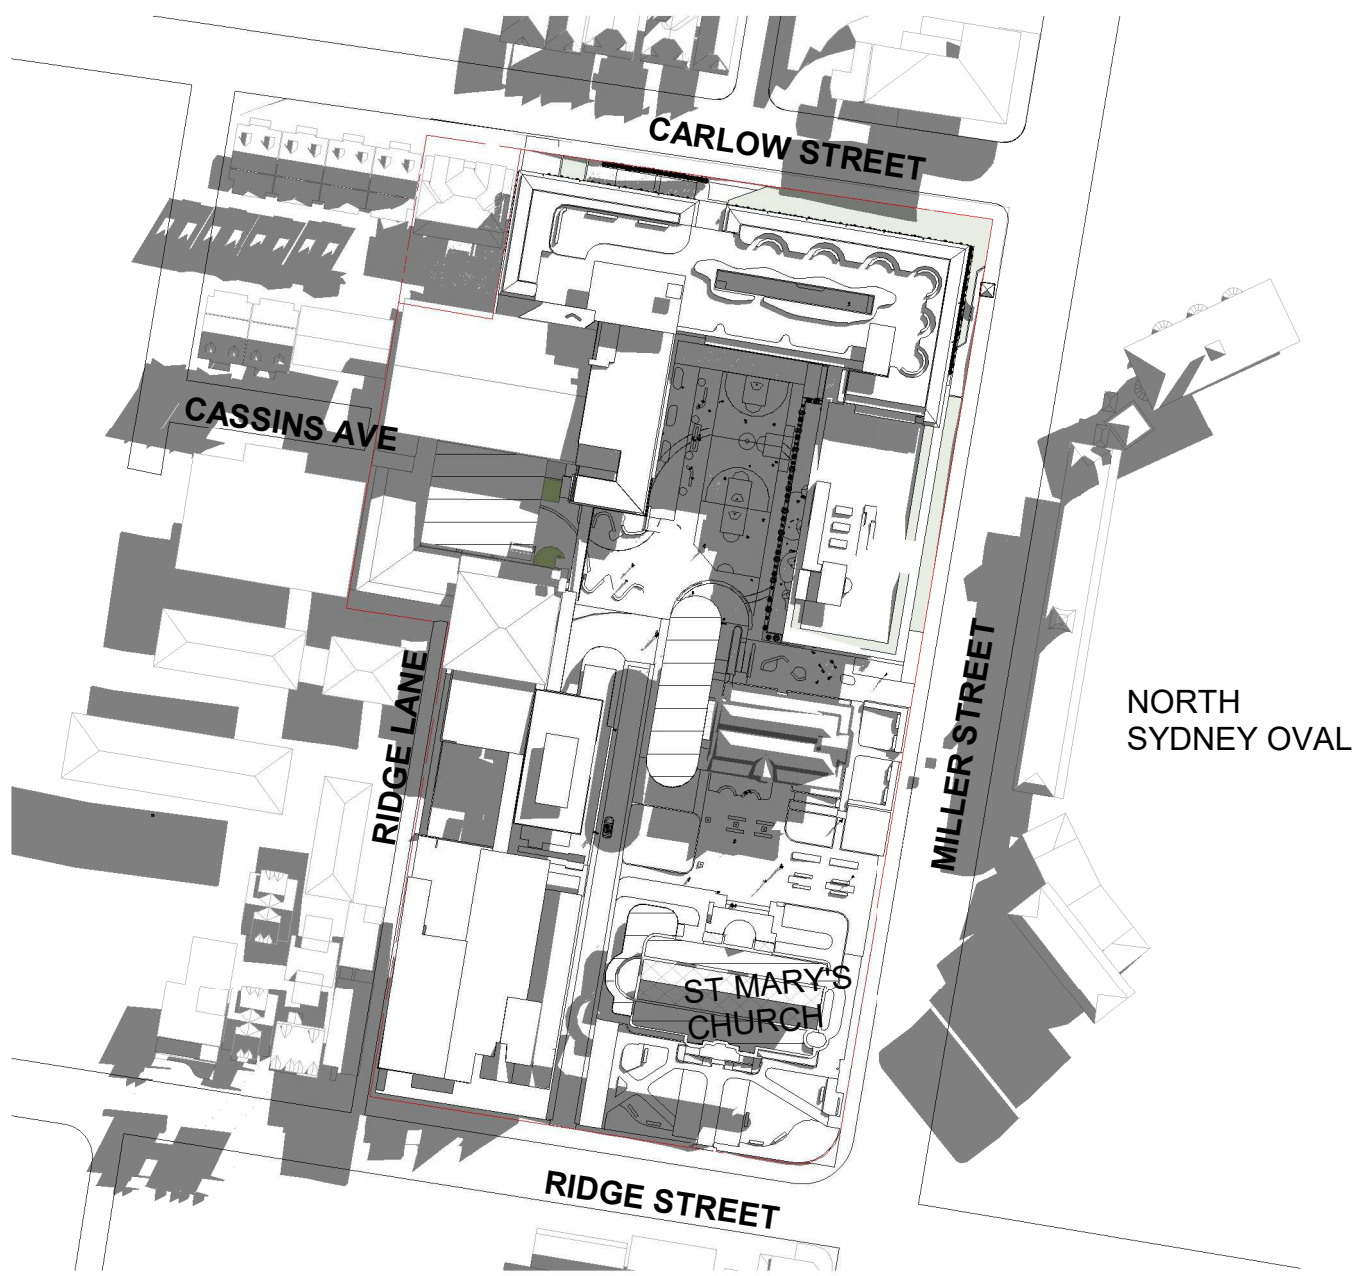 CARLOW STREET
CASSINS AVE
RIDGE LANE
MILLER STREET
NORTH
SYDNEY OVAL
ST MARY'S
CHURCH
RIDGE STREET